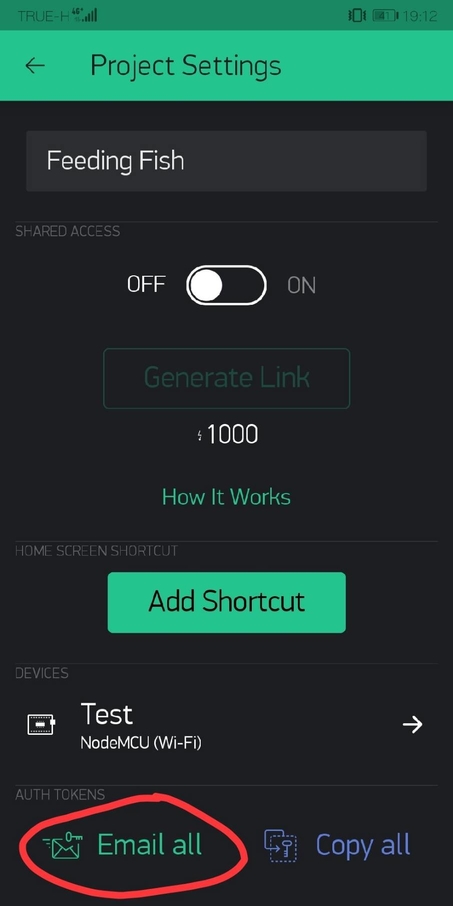 TRUE-H 4G+ 19:12
Project Settings
Feeding Fish
SHARED ACCESS
OFF ON
Generate Link
1000
How It Works
HOME SCREEN SHORTCUT
Add Shortcut
DEVICES
Test
NodeMCU (Wi-Fi)
AUTH TOKENS
Email all Copy all